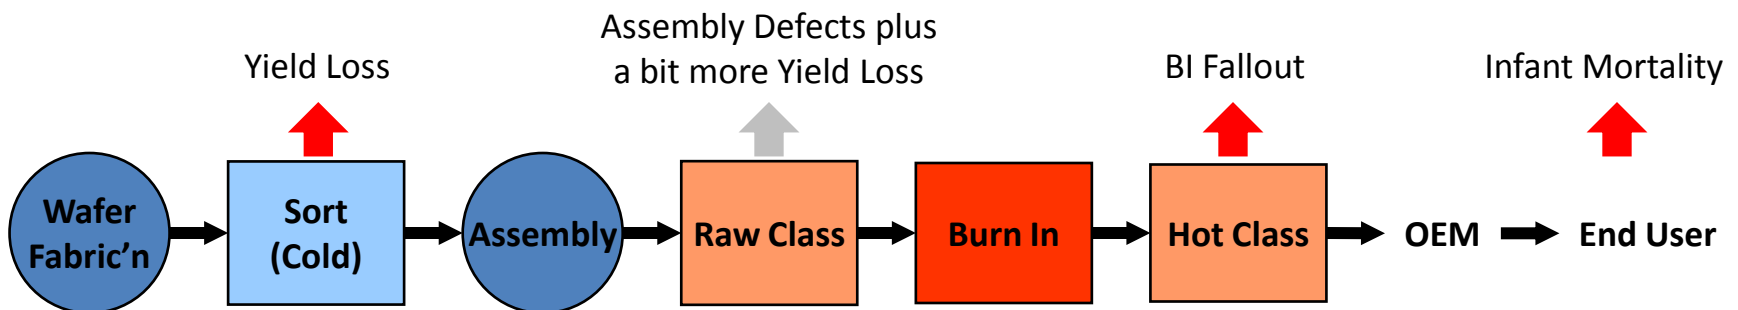 Assembly Defects plus
a bit more Yield Loss
Yield Loss
BI Fallout
Infant Mortality
Wafer
Fabric’n
Sort
(Cold)
Assembly
Raw Class
Burn In
Hot Class
OEM
End User